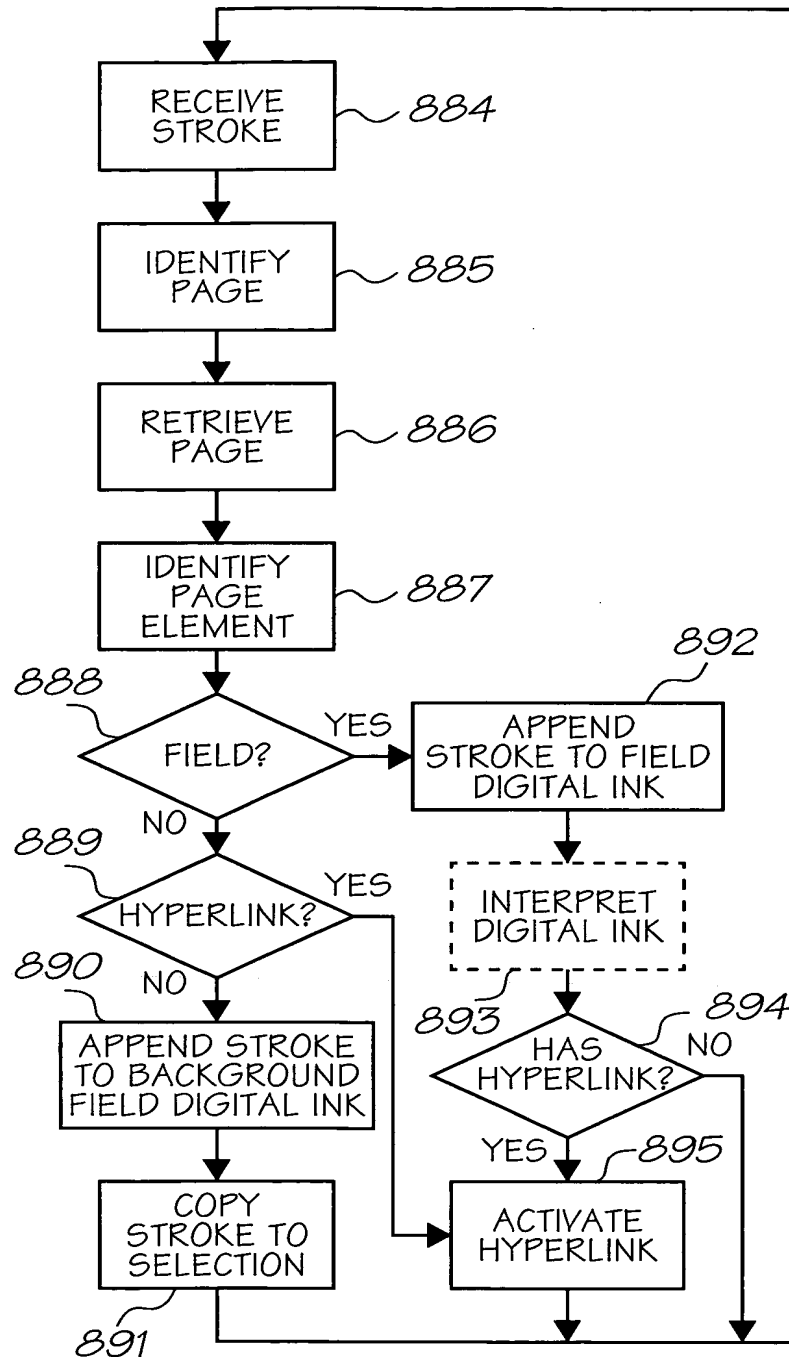 RECEIVE
STROKE
884
IDENTIFY
PAGE
885
RETRIEVE
PAGE
886
IDENTIFY
PAGE
ELEMENT
887
888
FIELD?
YES
NO
892
APPEND
STROKE TO FIELD
DIGITAL INK
889
HYPERLINK?
YES
NO
INTERPRET
DIGITAL INK
893
890
APPEND STROKE
TO BACKGROUND
FIELD DIGITAL INK
894
HAS
HYPERLINK?
NO
YES
COPY
STROKE TO
SELECTION
891
895
ACTIVATE
HYPERLINK